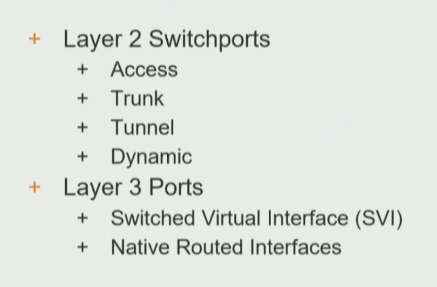 + Layer 2 Switchports
+ Access
+ Trunk
+ Tunnel
+ Dynamic
+ Layer 3 Ports
+ Switched Virtual Interface (SVI)
+ Native Routed Interfaces